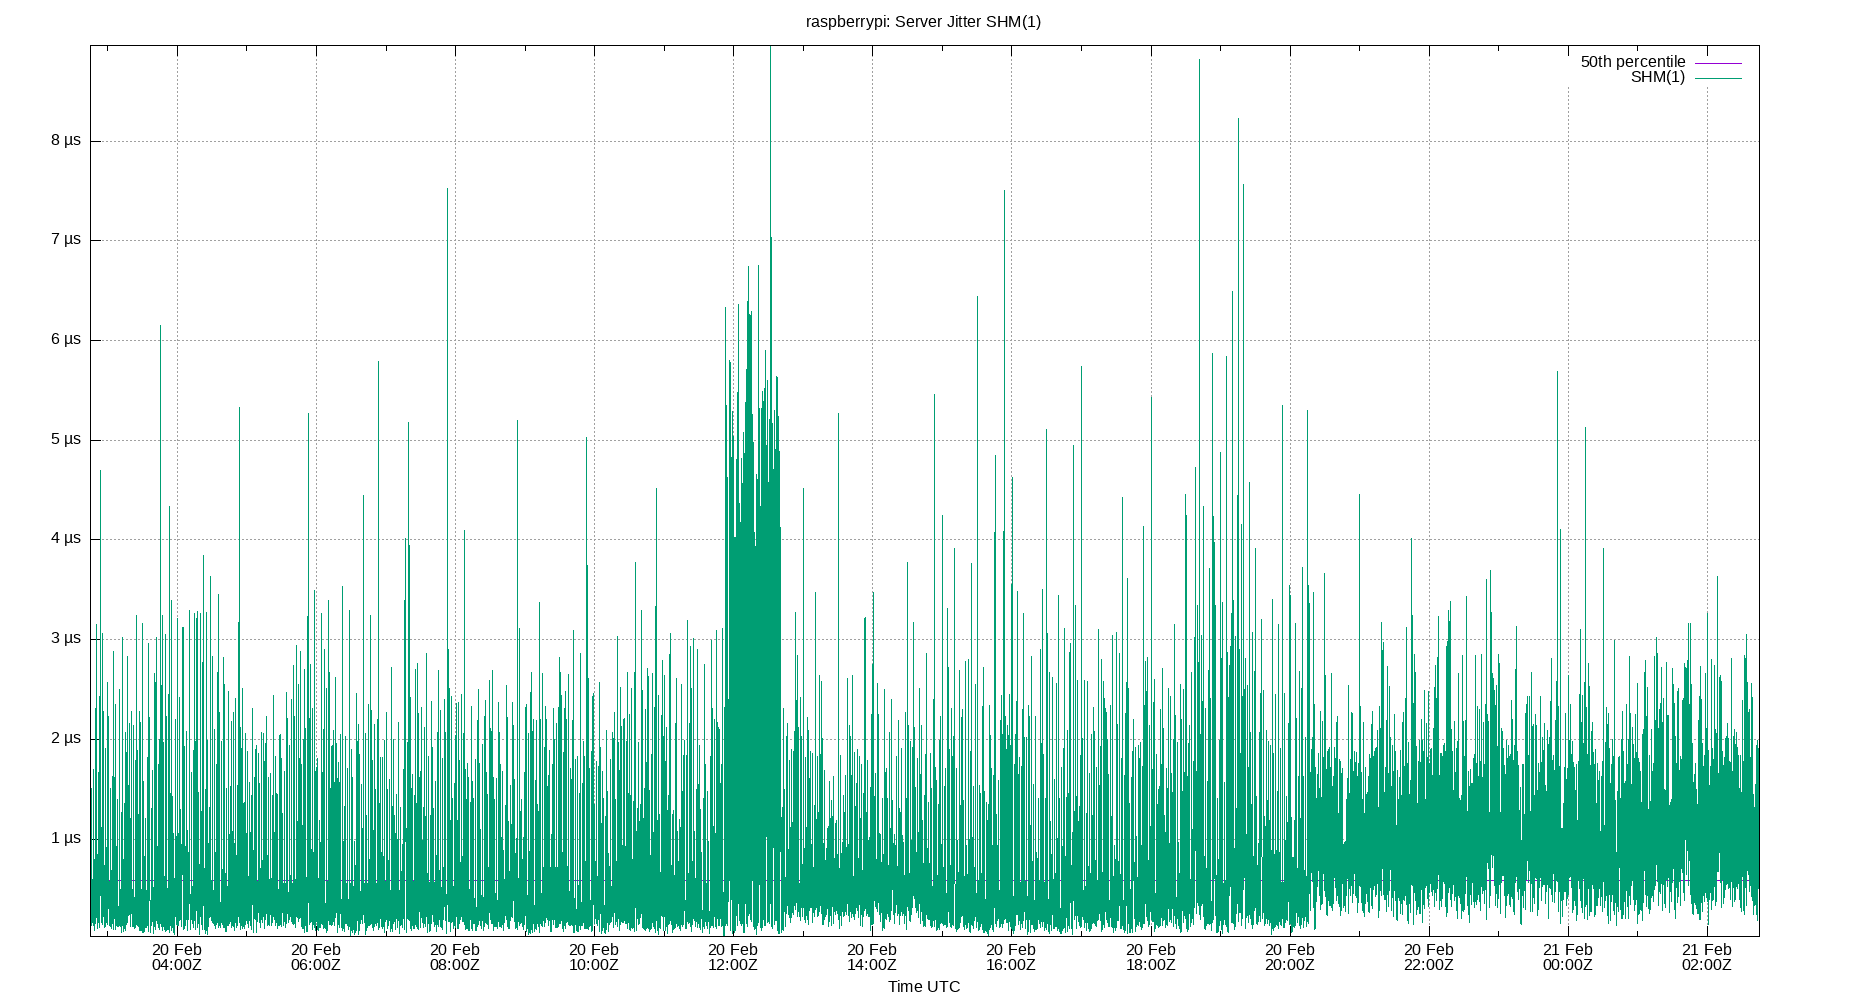 raspberrypi: Server Jitter SHM(1)
50th percentile
SHM(1)
8 µs
7 µs
6 µs
5 µs
4 µs
3 µs
2 µs
1 µs
20 Feb 20 Feb 20 Feb 20 Feb 20 Feb 20 Feb 20 Feb 20 Feb 20 Feb 20 Feb 21 Feb 21 Feb
04:00Z 06:00Z 08:00Z 10:00Z 12:00Z 14:00Z 16:00Z 18:00Z 20:00Z 22:00Z 00:00Z 02:00Z
Time UTC